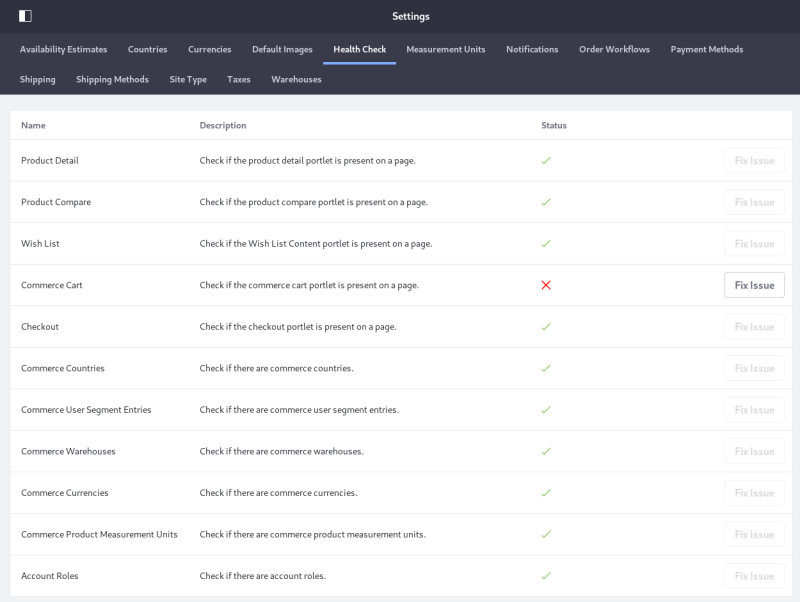 Settings
Availability Estimates Countries Currencies Default Images Health Check Measurement Units Notifications Order Workflows Payment Methods
Shipping Shipping Methods Site Type Taxes Warehouses
Name Description Status
Product Detail Check if the product detail portlet is present on a page. Fix Issue
Product Compare Check if the product compare portlet is present on a page. Fix Issue
Wish List Check if the Wish List Content portlet is present on a page. Fix Issue
Commerce Cart Check if the commerce cart portlet is present on a page. Fix Issue
Checkout Check if the checkout portlet is present on a page. Fix Issue
Commerce Countries Check if there are commerce countries. Fix Issue
Commerce User Segment Entries Check if there are commerce user segment entries. Fix Issue
Commerce Warehouses Check if there are commerce warehouses. Fix Issue
Commerce Currencies Check if there are commerce currencies. Fix Issue
Commerce Product Measurement Units Check if there are commerce product measurement units. Fix Issue
Account Roles Check if there are account roles. Fix Issue